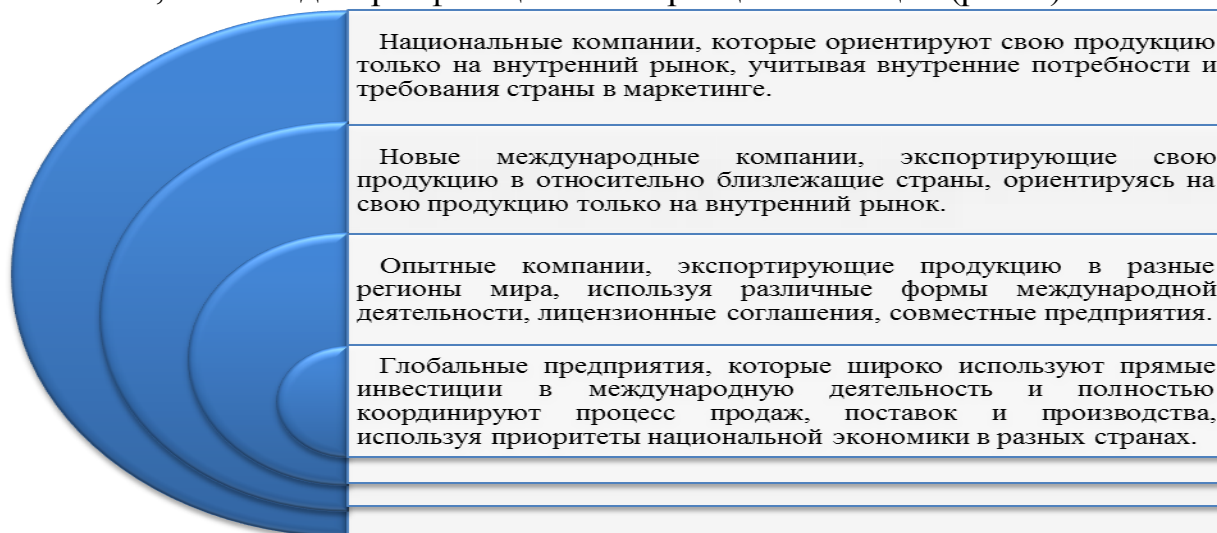 Национальные компании, которые ориентируют свою продукцию
только на внутренний рынок, учитывая внутренние потребности и
требования страны в маркетинге.
Новые международные компании, экспортирующие свою
продукцию в относительно близлежащие страны, ориентируясь на
свою продукцию только на внутренний рынок.
Опытные компании, экспортирующие продукцию в разные
регионы мира, используя различные формы международной
деятельности, лицензионные соглашения, совместные предприятия.
Глобальные предприятия, которые широко используют прямые
инвестиции в международную деятельность и полностью
координируют процесс продаж, поставок и производства,
используя приоритеты национальной экономики в разных странах.